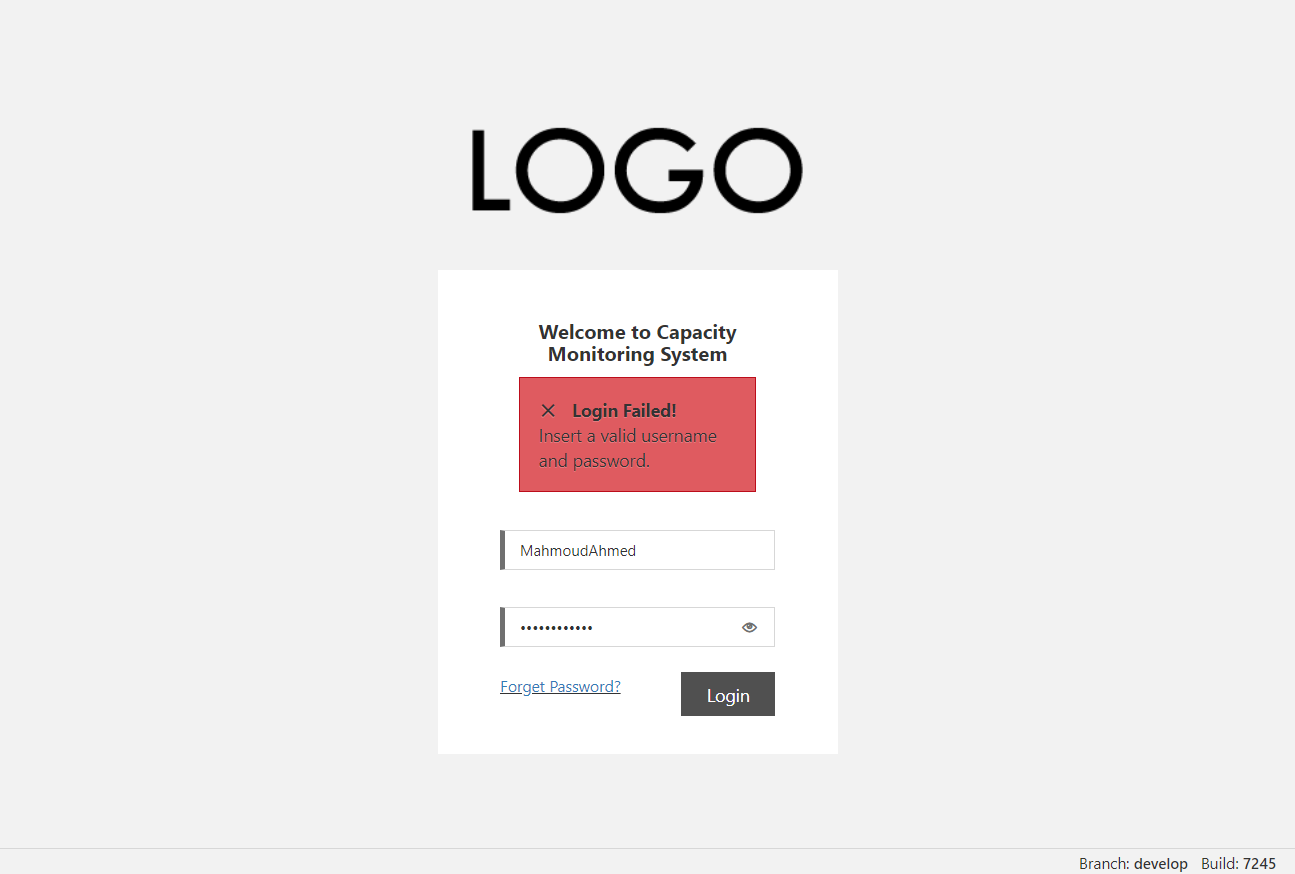 LOGO
Welcome to Capacity
Monitoring System
Login Failed!
Insert a valid username
and password.
MahmoudAhmed
••••••••••••
Forget Password?
Login
Branch: develop Build: 7245